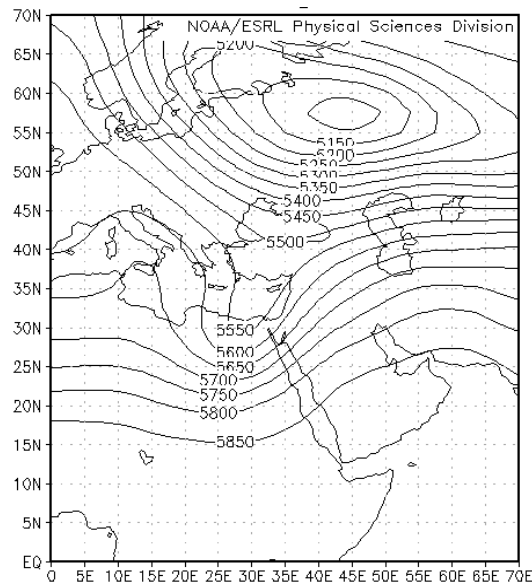 70N
NOAA/ESRL Physical Sciences Division
5200
65N
60N
55N
5150
5200
50N
5250
5300
5350
45N
5400
5450
5500
40N
35N
30N
5550
5600
25N
5650
5700
5750
20N
5800
15N
5850
10N
5N
EQ
0 5E 10E 15E 20E 25E 30E 35E 40E 45E 50E 55E 60E 65E 70E